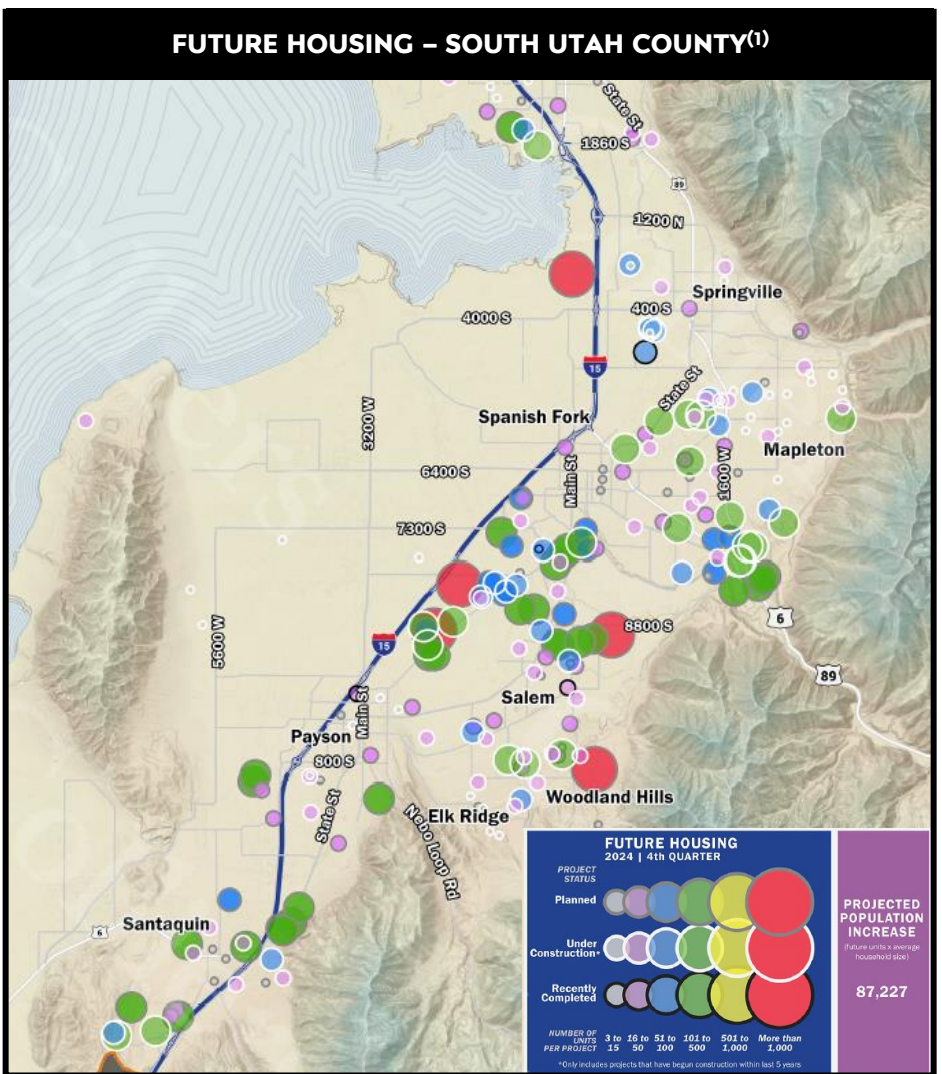 FUTURE HOUSING – SOUTH UTAH COUNTY(1)
State St
1860 S
89
1200 N
Springville
400 S
4000 S
15
State St
3200 W
Spanish Fork
Mapleton
Main St
1600 W
6400 S
7300 S
6
5600 W
8800 S
15
89
Salem
Main St
Payson
800 S
Woodland Hills
State St
Elk Ridge
Nebo Loop Rd
Santaquin
6
FUTURE HOUSING
2024 | 4th QUARTER
PROJECT
STATUS
Planned
Under
Construction*
Recently
Completed
NUMBER OF
UNITS
PER PROJECT
3 to
15
16 to
50
51 to
100
101 to
500
501 to
1,000
More than
1,000
*Only includes projects that have begun construction within last 5 years
PROJECTED
POPULATION
INCREASE
(future units x average
household size)
87,227